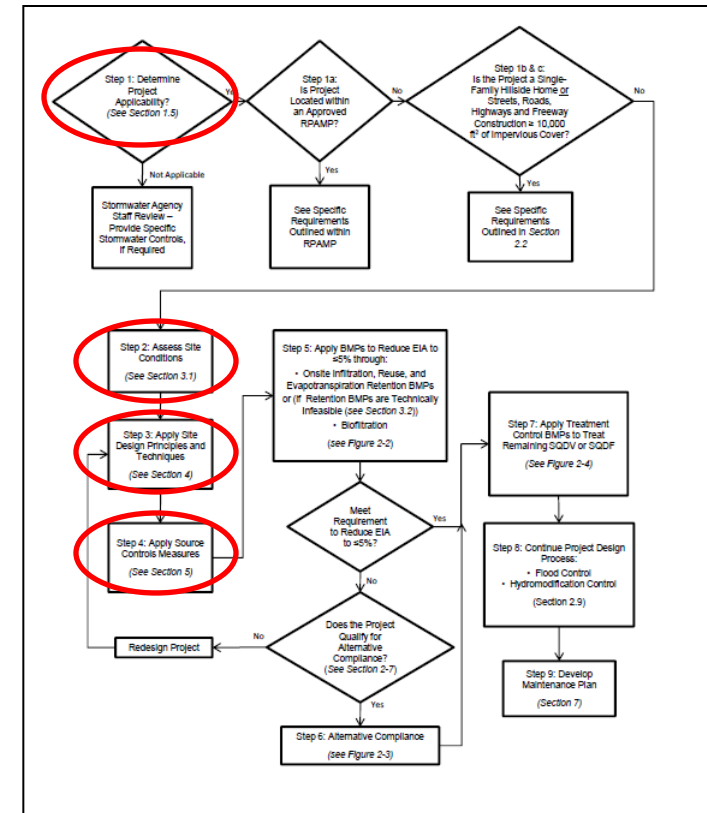 Step 1: Determine
Project
Applicability?
(See Section 1.5)
Yes
Step 1a:
Is Project
Located within
an Approved
RPAMP?
No
Step 1b & c:
Is the Project a Single-
Family Hillside Home or
Streets, Roads,
Highways and Freeway
Construction ≥ 10,000
ft² of Impervious Cover?
No
Not Applicable
Yes
Yes
Stormwater Agency
Staff Review –
Provide Specific
Stormwater Controls,
If Required
See Specific
Requirements
Outlined within
RPAMP
See Specific
Requirements
Outlined in Section
2.2
Step 2: Assess Site
Conditions
(See Section 3.1)
Step 3: Apply Site
Design Principles and
Techniques
(See Section 4)
Step 4: Apply Source
Controls Measures
(See Section 5)
Step 5: Apply BMPs to Reduce EIA to
≤5% through:
• Onsite Infiltration, Reuse, and
Evapotranspiration Retention BMPs
or (if Retention BMPs are Technically
Infeasible (see Section 3.2))
• Biofiltration
(see Figure 2-2)
Meet
Requirement
to Reduce EIA
to ≤5%?
Yes
No
Does the Project
Qualify for
Alternative
Compliance?
(See Section 2-7)
No
Redesign Project
Yes
Step 6: Alternative Compliance
(see Figure 2-3)
Step 7: Apply Treatment
Control BMPs to Treat
Remaining SQDV or SQDF
(See Figure 2-4)
Step 8: Continue Project Design
Process:
• Flood Control
• Hydromodification Control
(Section 2.9)
Step 9: Develop
Maintenance Plan
(Section 7)